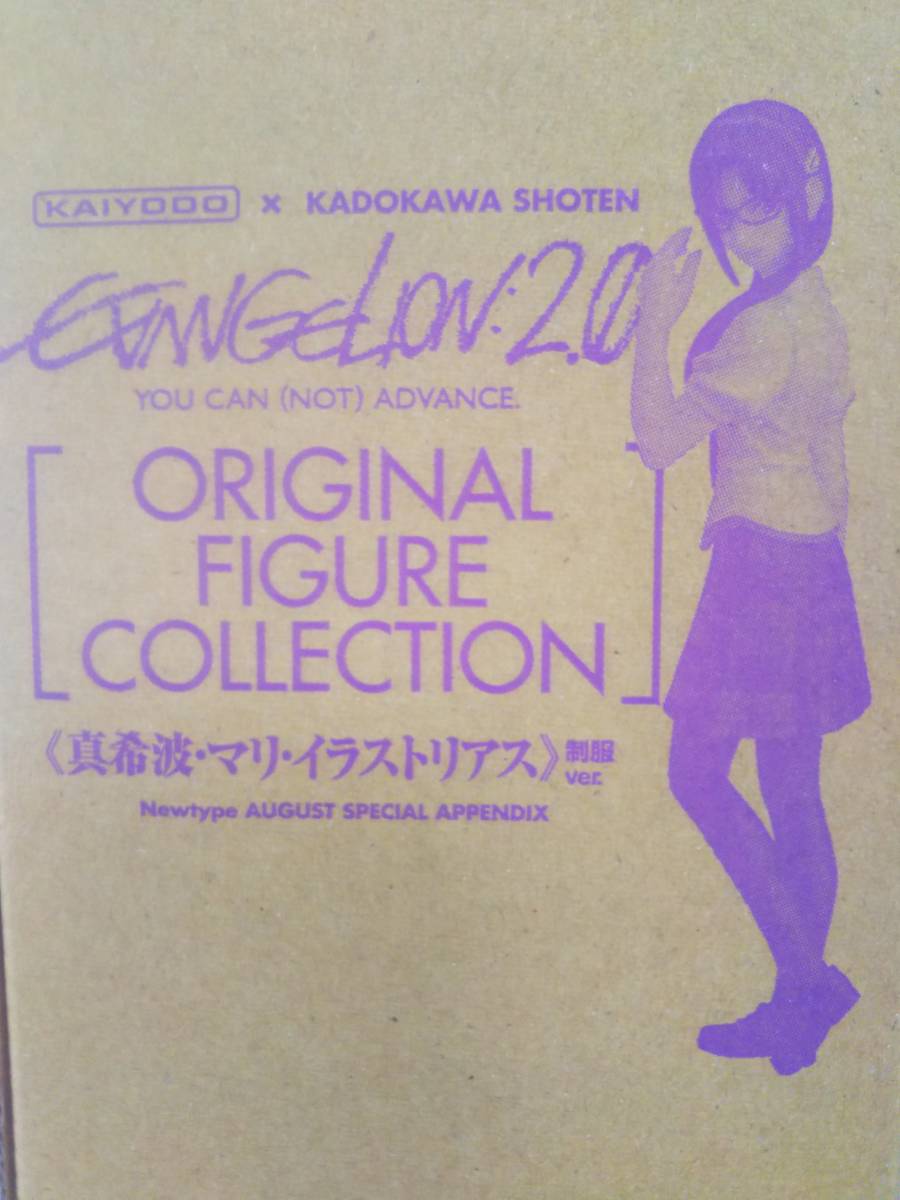 KAIYODO × KADOKAWA SHOTEN
EVANGELION:2.0
YOU CAN (NOT) ADVANCE.
ORIGINAL
FIGURE
COLLECTION
《真希波・マリ・イラストリアス》制服ver.
Newtype AUGUST SPECIAL APPENDIX